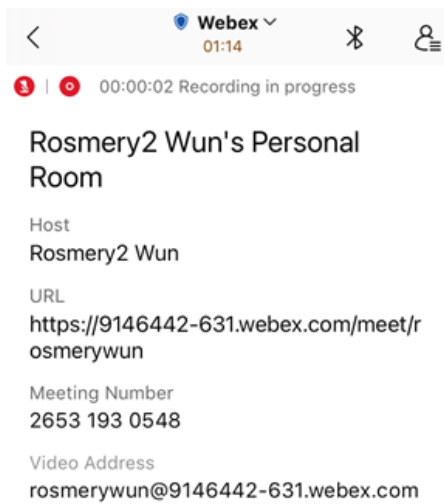 Webex
01:14
00:00:02 Recording in progress
Rosmery2 Wun's Personal
Room
Host
Rosmery2 Wun
URL
https://9146442-631.webex.com/meet/r
osmerywun
Meeting Number
2653 193 0548
Video Address
rosmerywun@9146442-631.webex.com